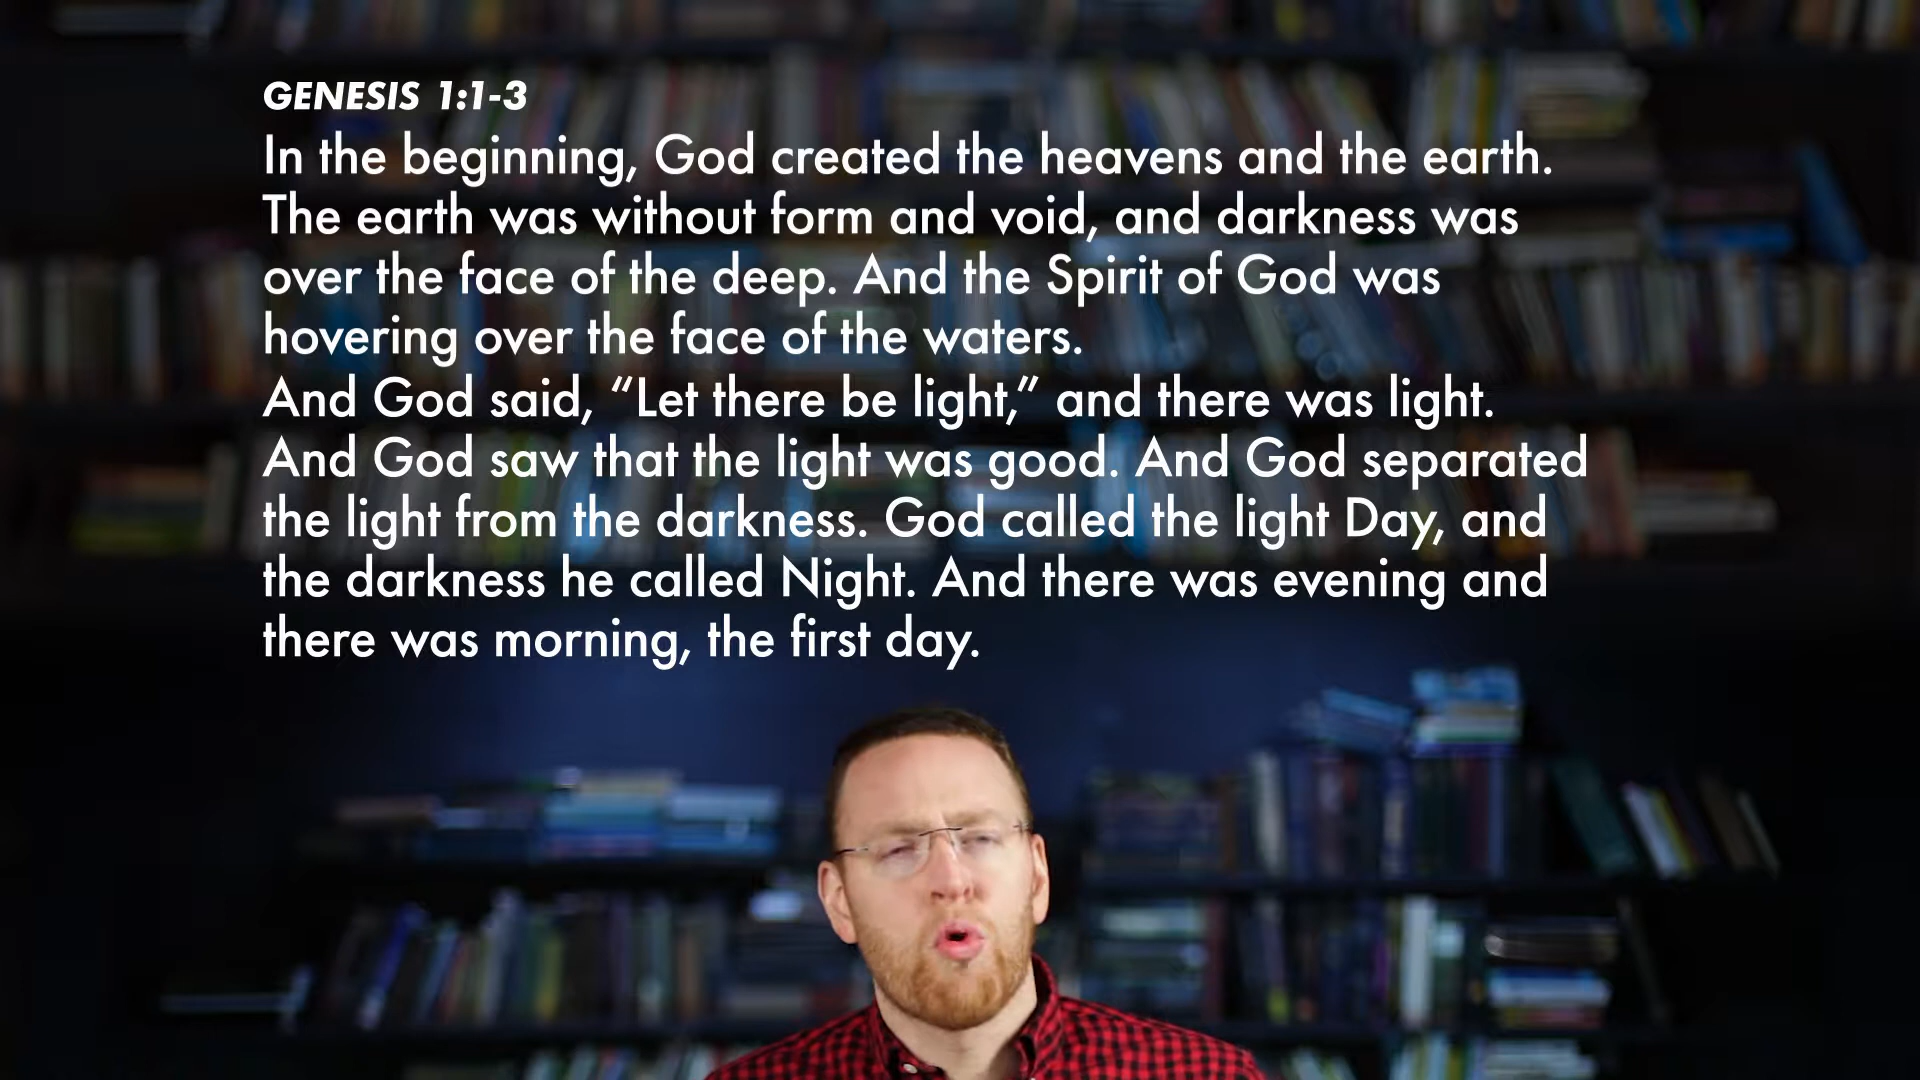 GENESIS 1:1-3
In the beginning, God created the heavens and the earth.
The earth was without form and void, and darkness was
over the face of the deep. And the Spirit of God was
hovering over the face of the waters.
And God said, “Let there be light,” and there was light.
And God saw that the light was good. And God separated
the light from the darkness. God called the light Day, and
the darkness he called Night. And there was evening and
there was morning, the first day.